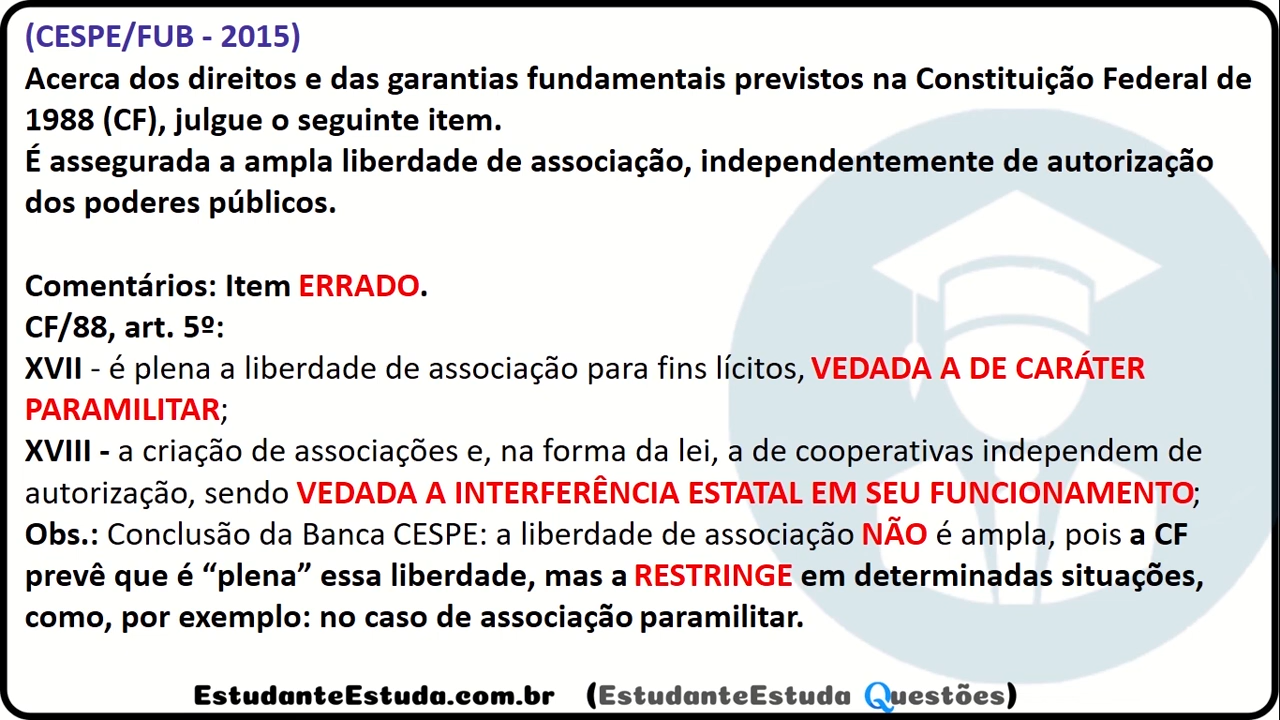 (CESPE/FUB - 2015)
Acerca dos direitos e das garantias fundamentais previstos na Constituição Federal de
1988 (CF), julgue o seguinte item.
É assegurada a ampla liberdade de associação, independentemente de autorização
dos poderes públicos.
Comentários: Item ERRADO.
CF/88, art. 5º:
XVII - é plena a liberdade de associação para fins lícitos, VEDADA A DE CARÁTER
PARAMILITAR;
XVIII - a criação de associações e, na forma da lei, a de cooperativas independem de
autorização, sendo VEDADA A INTERFERÊNCIA ESTATAL EM SEU FUNCIONAMENTO;
Obs.: Conclusão da Banca CESPE: a liberdade de associação NÃO é ampla, pois a CF
prevê que é “plena” essa liberdade, mas a RESTRINGE em determinadas situações,
como, por exemplo: no caso de associação paramilitar.
EstudanteEstuda.com.br (EstudanteEstuda Questões)